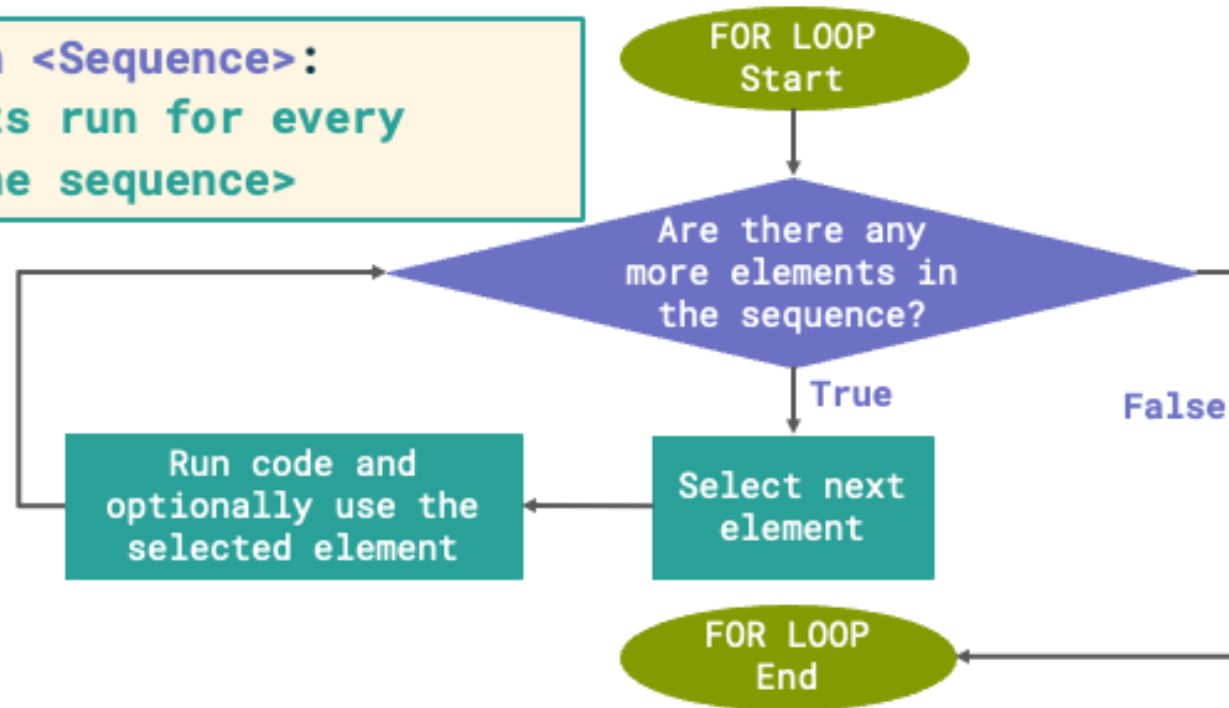 <Sequence>:
run for every
sequence>
FOR LOOP
Start
Are there any
more elements in
the sequence?
True
False
Run code and
optionally use the
selected element
Select next
element
FOR LOOP
End